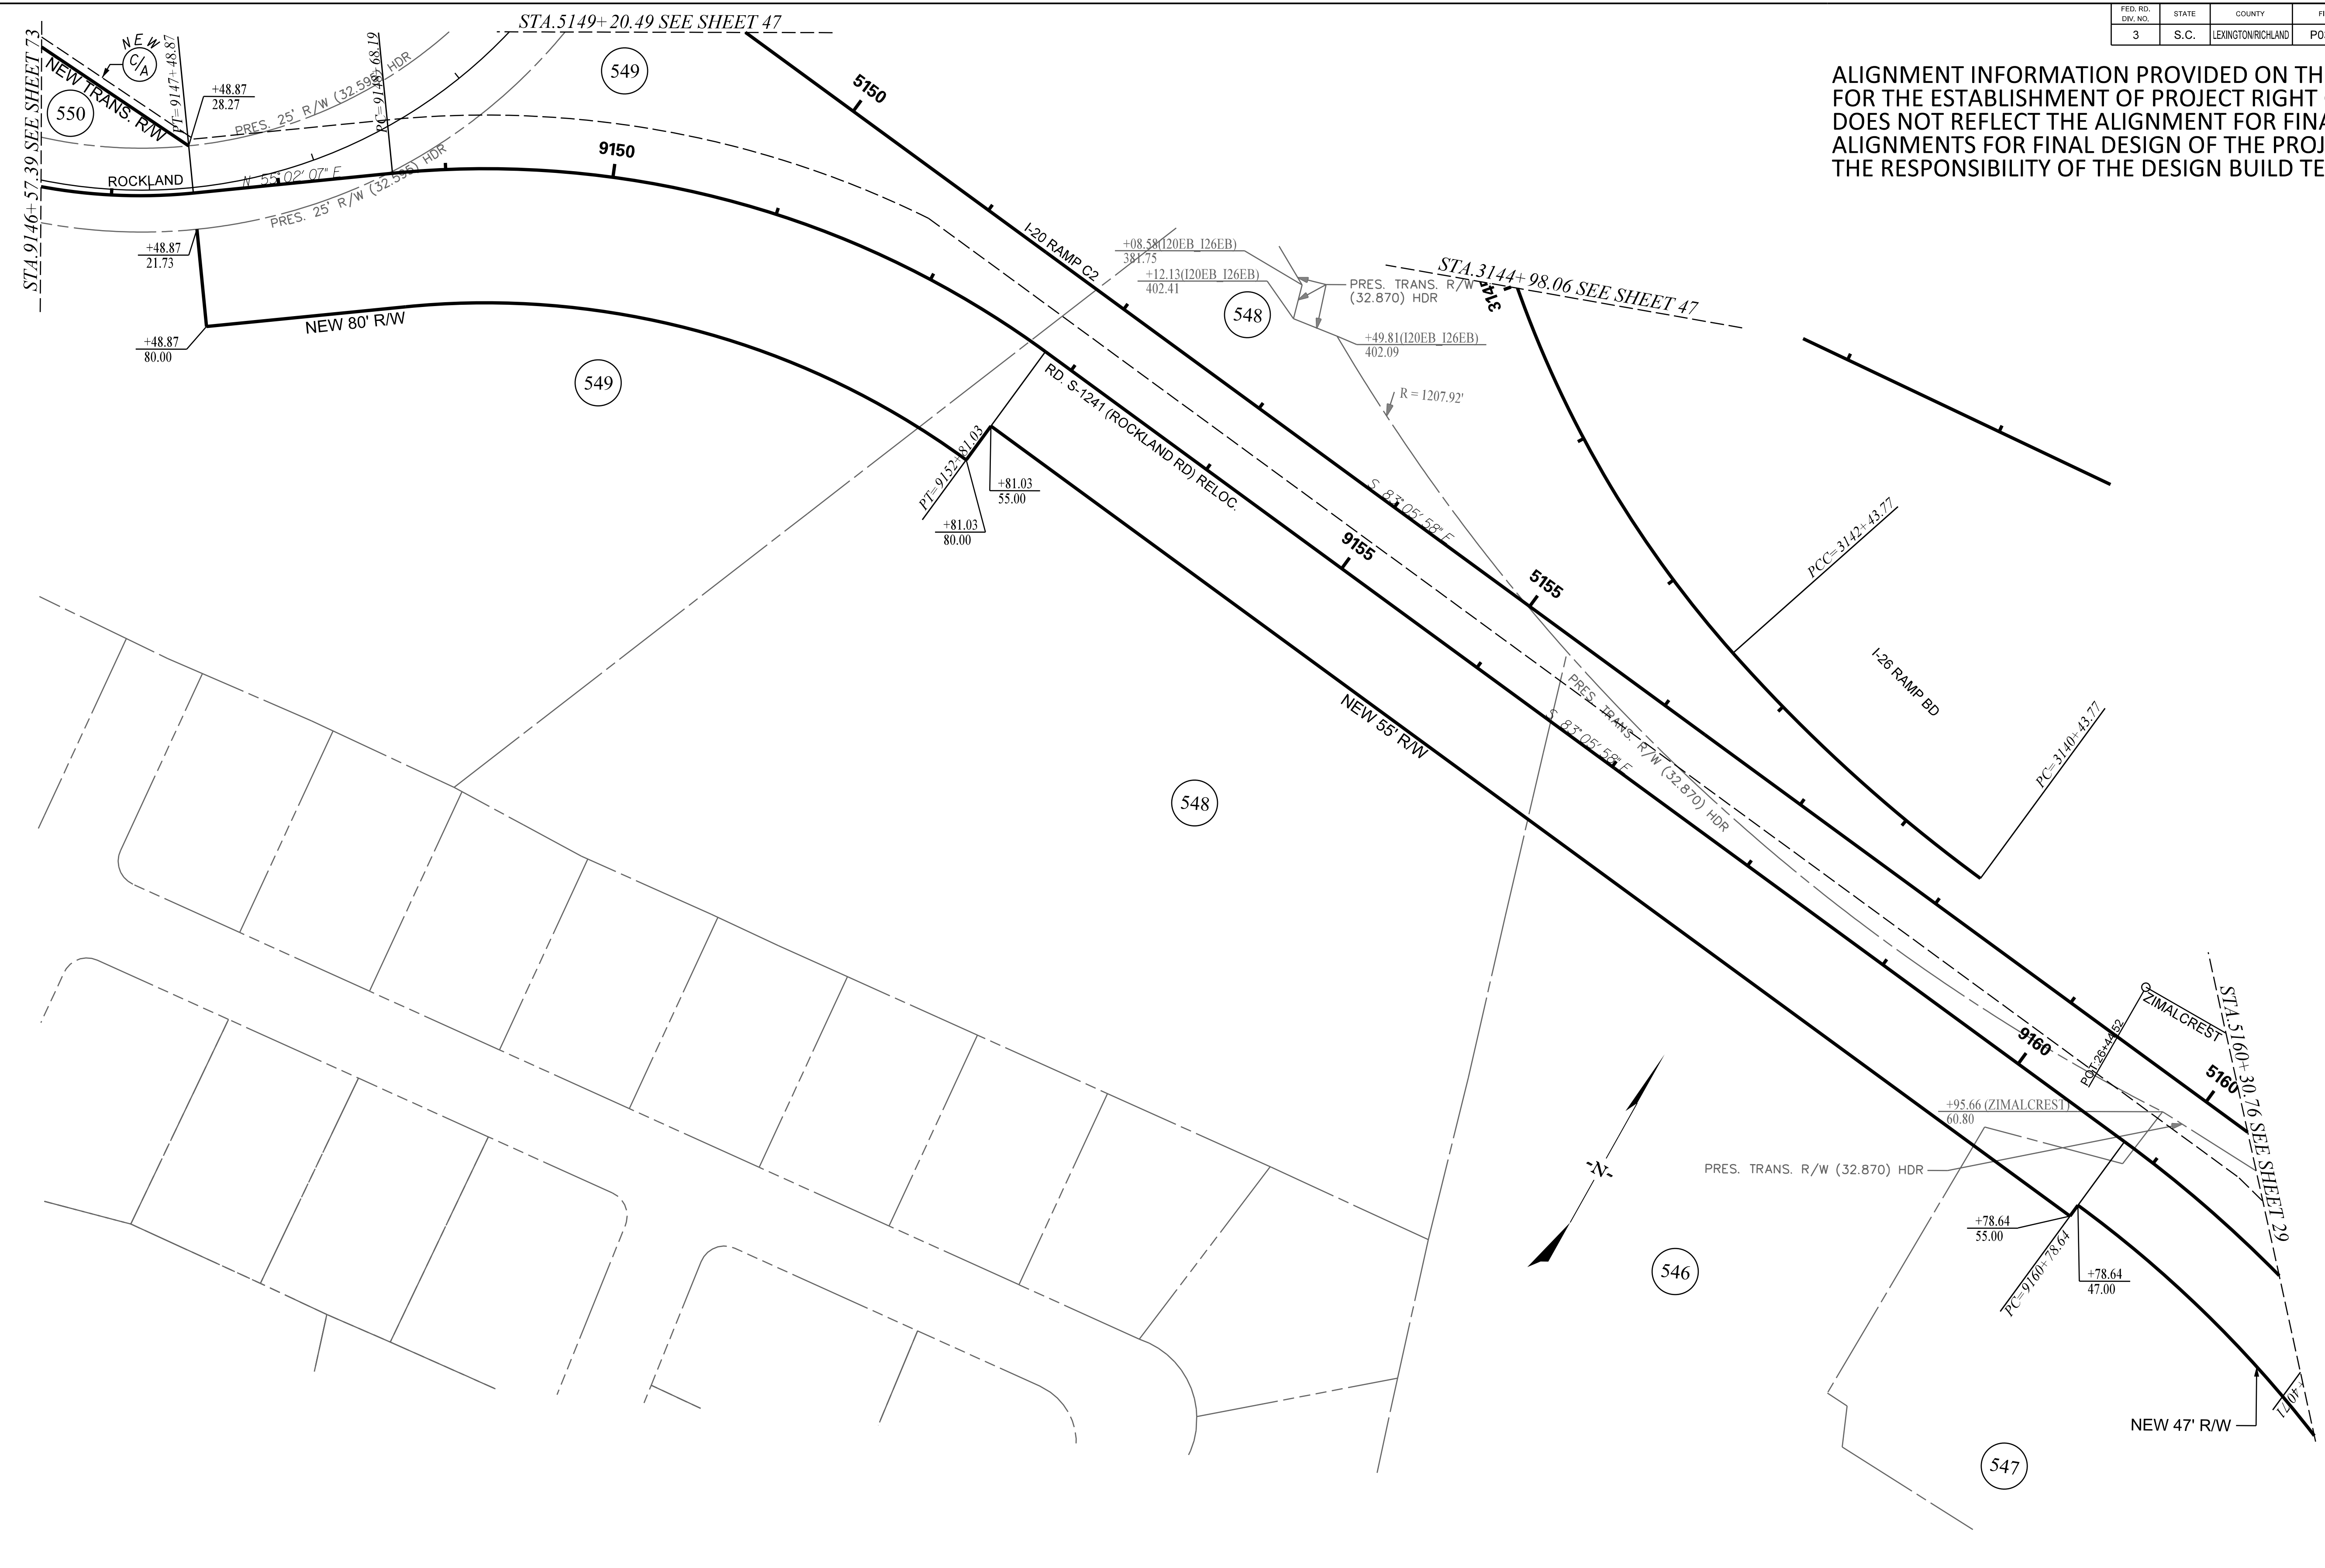 FED. RD. DIV. NO.
STATE
COUNTY
3
S.C.
LEXINGTON/RICHLAND
ALIGNMENT INFORMATION PROVIDED ON TH
FOR THE ESTABLISHMENT OF PROJECT RIGHT
DOES NOT REFLECT THE ALIGNMENT FOR FINA
ALIGNMENTS FOR FINAL DESIGN OF THE PROJ
THE RESPONSIBILITY OF THE DESIGN BUILD TE
STA.5149+20.49 SEE SHEET 47
STA.9146+57.39 SEE SHEET 73
NEW
C/A
NEW TRANS. R/W
550
PT=9147+48.87
+48.87
28.27
PC=9148+68.19
PRES. 25' R/W (32.595) HDR
549
5150
9150
ROCKLAND
N 55°02'07" E
PRES. 25' R/W (32.595) HDR
+48.87
21.73
+48.87
80.00
NEW 80' R/W
549
I-20 RAMP C2
+08.58(I20EB_I26EB)
381.75
+12.13(I20EB_I26EB)
402.41
PRES. TRANS. R/W
(32.870) HDR
548
+49.81(I20EB_I26EB)
402.09
R = 1207.92'
STA.3144+98.06 SEE SHEET 47
RD. S-1241 (ROCKLAND RD) RELOC.
PT=9152+81.03
+81.03
55.00
+81.03
80.00
S 83°05'58" E
9155
5155
PCC=3142+43.77
I-26 RAMP BD
PC=3140+43.77
NEW 55' R/W
PRES. TRANS. R/W (32.870) HDR
S 83°05'58" E
548
ZIMALCREST
STA.5160+30.76 SEE SHEET 29
9160
5160
+95.66 (ZIMALCREST)
60.80
PRES. TRANS. R/W (32.870) HDR
-N-
+78.64
55.00
PC=9160+78.64
+78.64
47.00
546
NEW 47' R/W
547